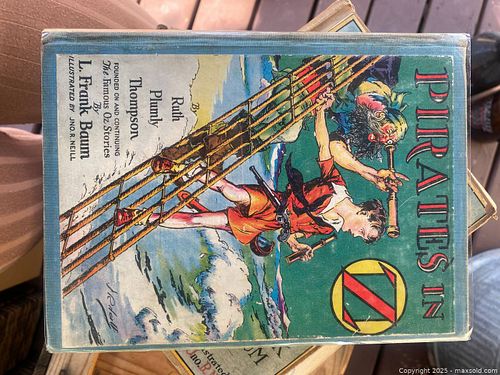 PIRATES IN
OZ
By
Ruth
Plumly
Thompson
FOUNDED ON AND CONTINUING
The Famous Oz Stories
By
L. Frank Baum
ILLUSTRATED BY JNO. R. NEILL
Copyright 2025 - maxsold.com